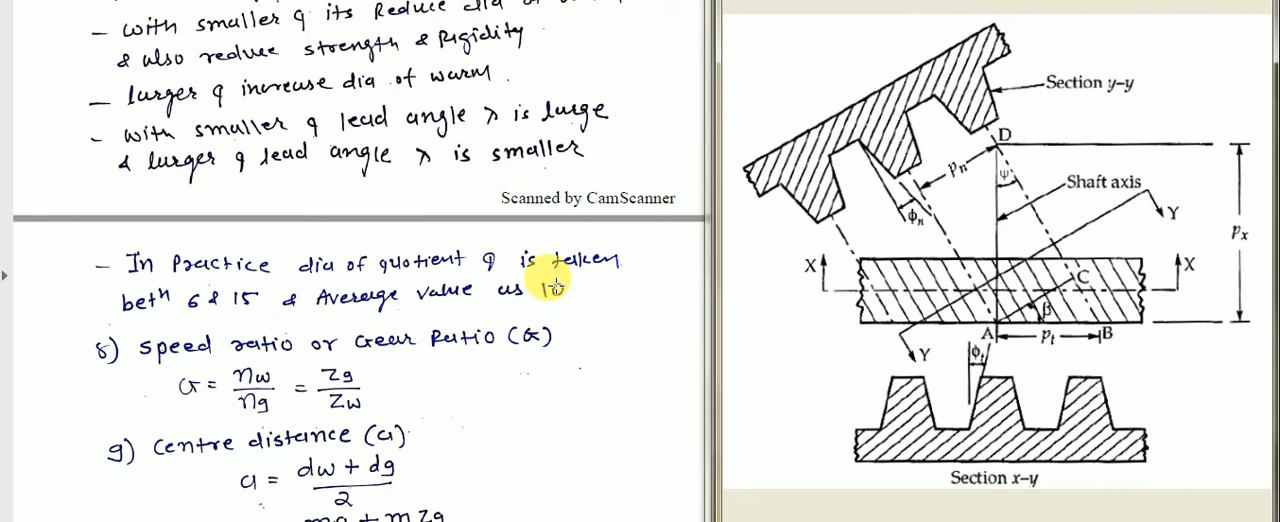 – with smaller q its Reduce dia
& also reduce strength & Rigidity
– larger q increase dia of warm.
– with smaller q lead angle λ is large
& larger q lead angle λ is smaller
Scanned by CamScanner
– In Practice dia of quotient q is taken
betⁿ 6 & 15 & Average value as 10
8) speed ratio or Gear Ratio (G)
G = nw/ng = Zg/Zw
9) Centre distance (a)
a = dw + dg / 2
mq + m Zg
Section y–y
D
pn
ψ
Shaft axis
ϕn
Y
px
X
X
C
β
A
pt
B
Y
ϕt
Section x–y